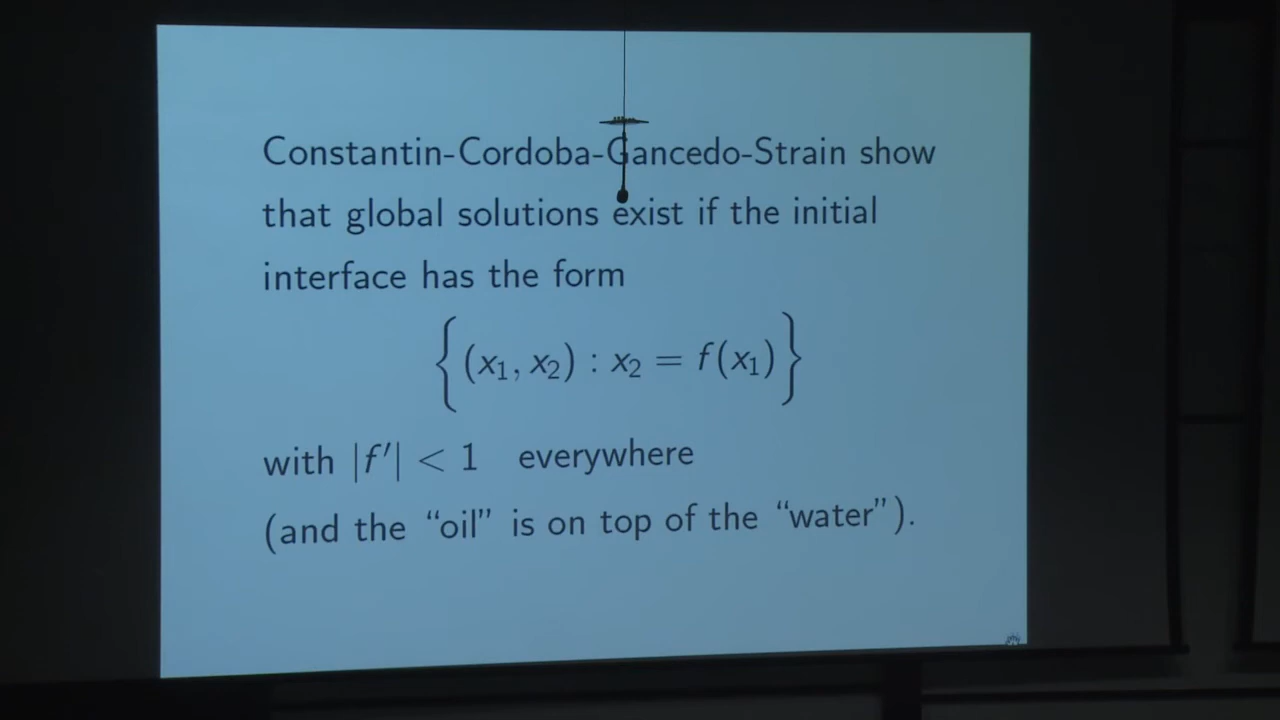 Constantin-Cordoba-Gancedo-Strain show
that global solutions exist if the initial
interface has the form
{(x₁, x₂) : x₂ = f(x₁)}
with |f′| < 1 everywhere
(and the “oil” is on top of the “water”).